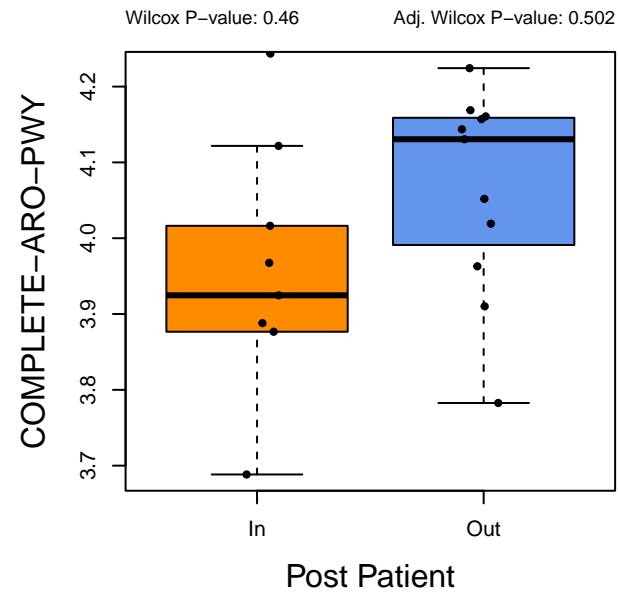 Wilcox P−value: 0.46
Adj. Wilcox P−value: 0.502
COMPLETE−ARO−PWY
4.2
4.1
4.0
3.9
3.8
3.7
In
Out
Post Patient